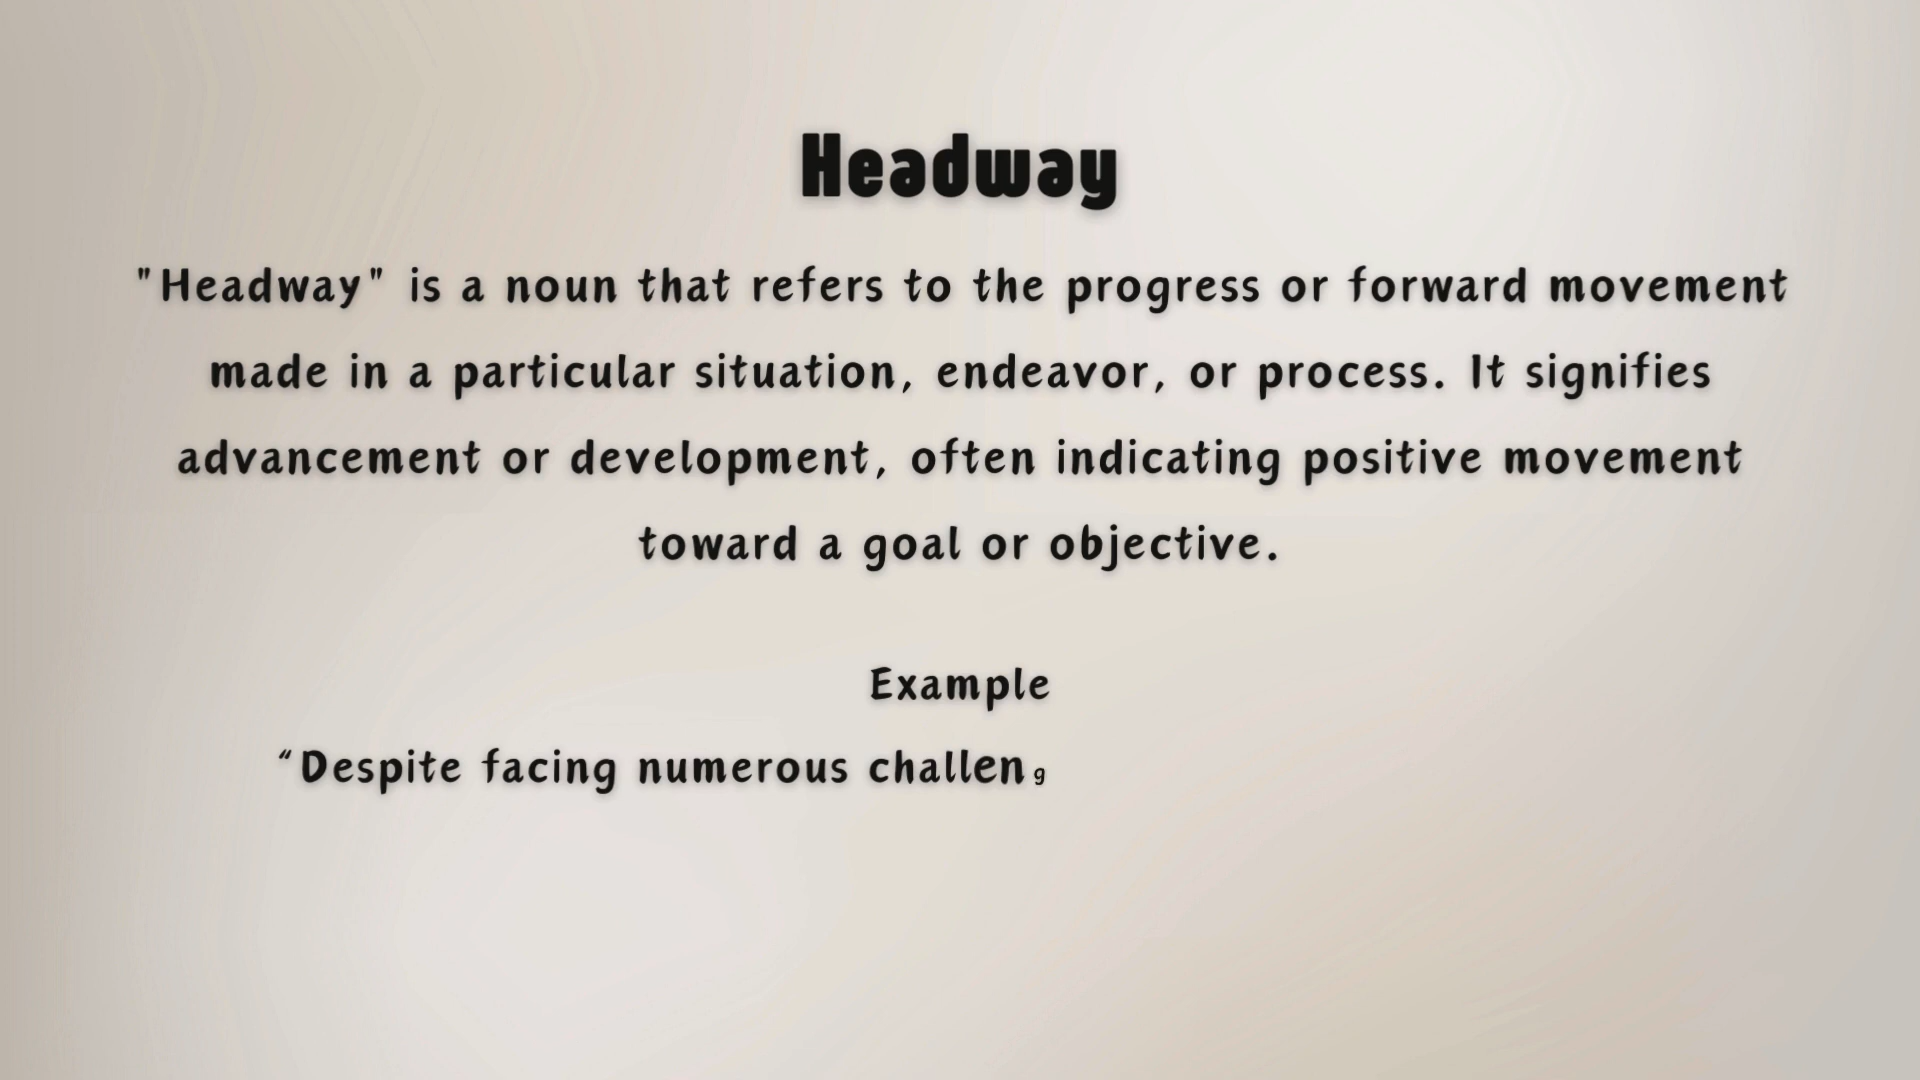 Headway
"Headway" is a noun that refers to the progress or forward movement
made in a particular situation, endeavor, or process. It signifies
advancement or development, often indicating positive movement
toward a goal or objective.
Example
“Despite facing numerous challeng